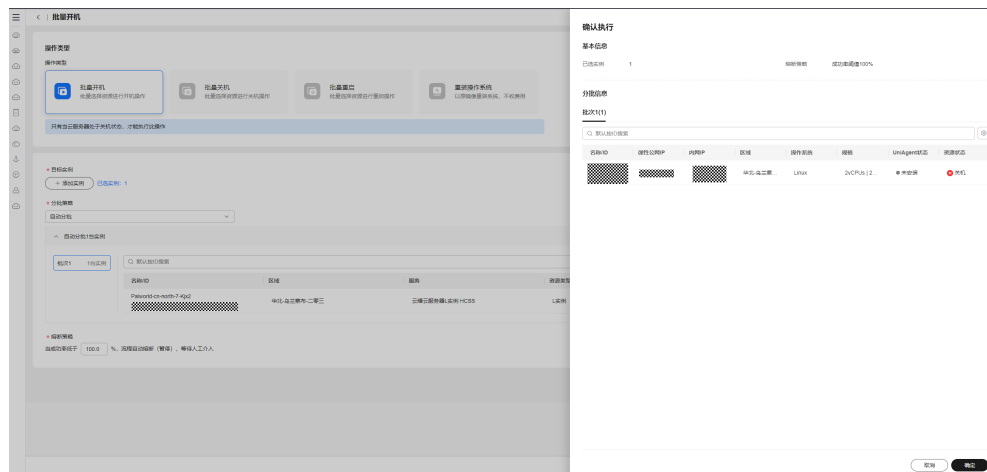 批量开机
操作类型
操作类型
批量开机
批量选择资源进行开机操作
批量关机
批量选择资源进行关机操作
批量重启
批量选择资源进行重启操作
重装操作系统
以原镜像重装系统，不收费用
只有当云服务器处于关机状态，才能执行此操作
* 目标实例
+ 添加实例
已选实例：1
* 分批策略
自动分批
自动分批1台实例
批次1
1台实例
默认按ID搜索
名称/ID
区域
服务
资源类型
Palworld-cn-north-7-Kjx2
华北-乌兰察布-二零三
云耀云服务器L实例 HCSS
L实例
* 熔断策略
当成功率低于 100.0 %，流程自动熔断（暂停），等待人工介入
确认执行
基本信息
已选实例 1
熔断策略 成功率阈值100%
分批信息
批次1(1)
默认按ID搜索
名称/ID 弹性公网IP 内网IP 区域 操作系统 规格 UniAgent状态 资源状态
华北-乌兰察... Linux 2vCPUs | 2... 未安装 关机
取消 确定